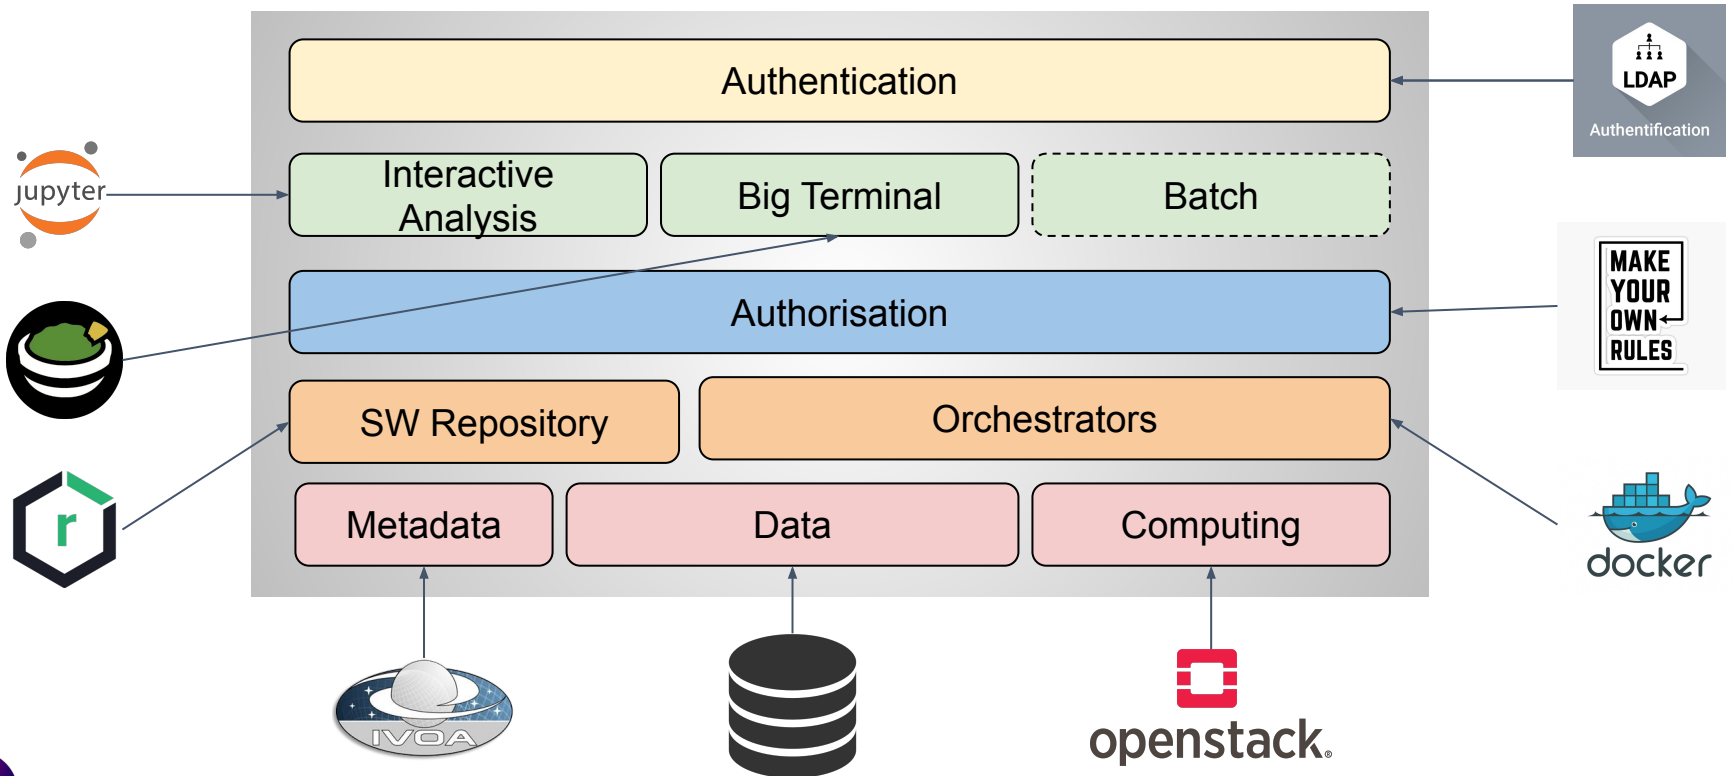 Authentication
LDAP
Authentification
jupyter
Interactive
Analysis
Big Terminal
Batch
MAKE
YOUR
OWN
RULES
Authorisation
SW Repository
Orchestrators
r
Metadata
Data
Computing
docker
IVOA
openstack.